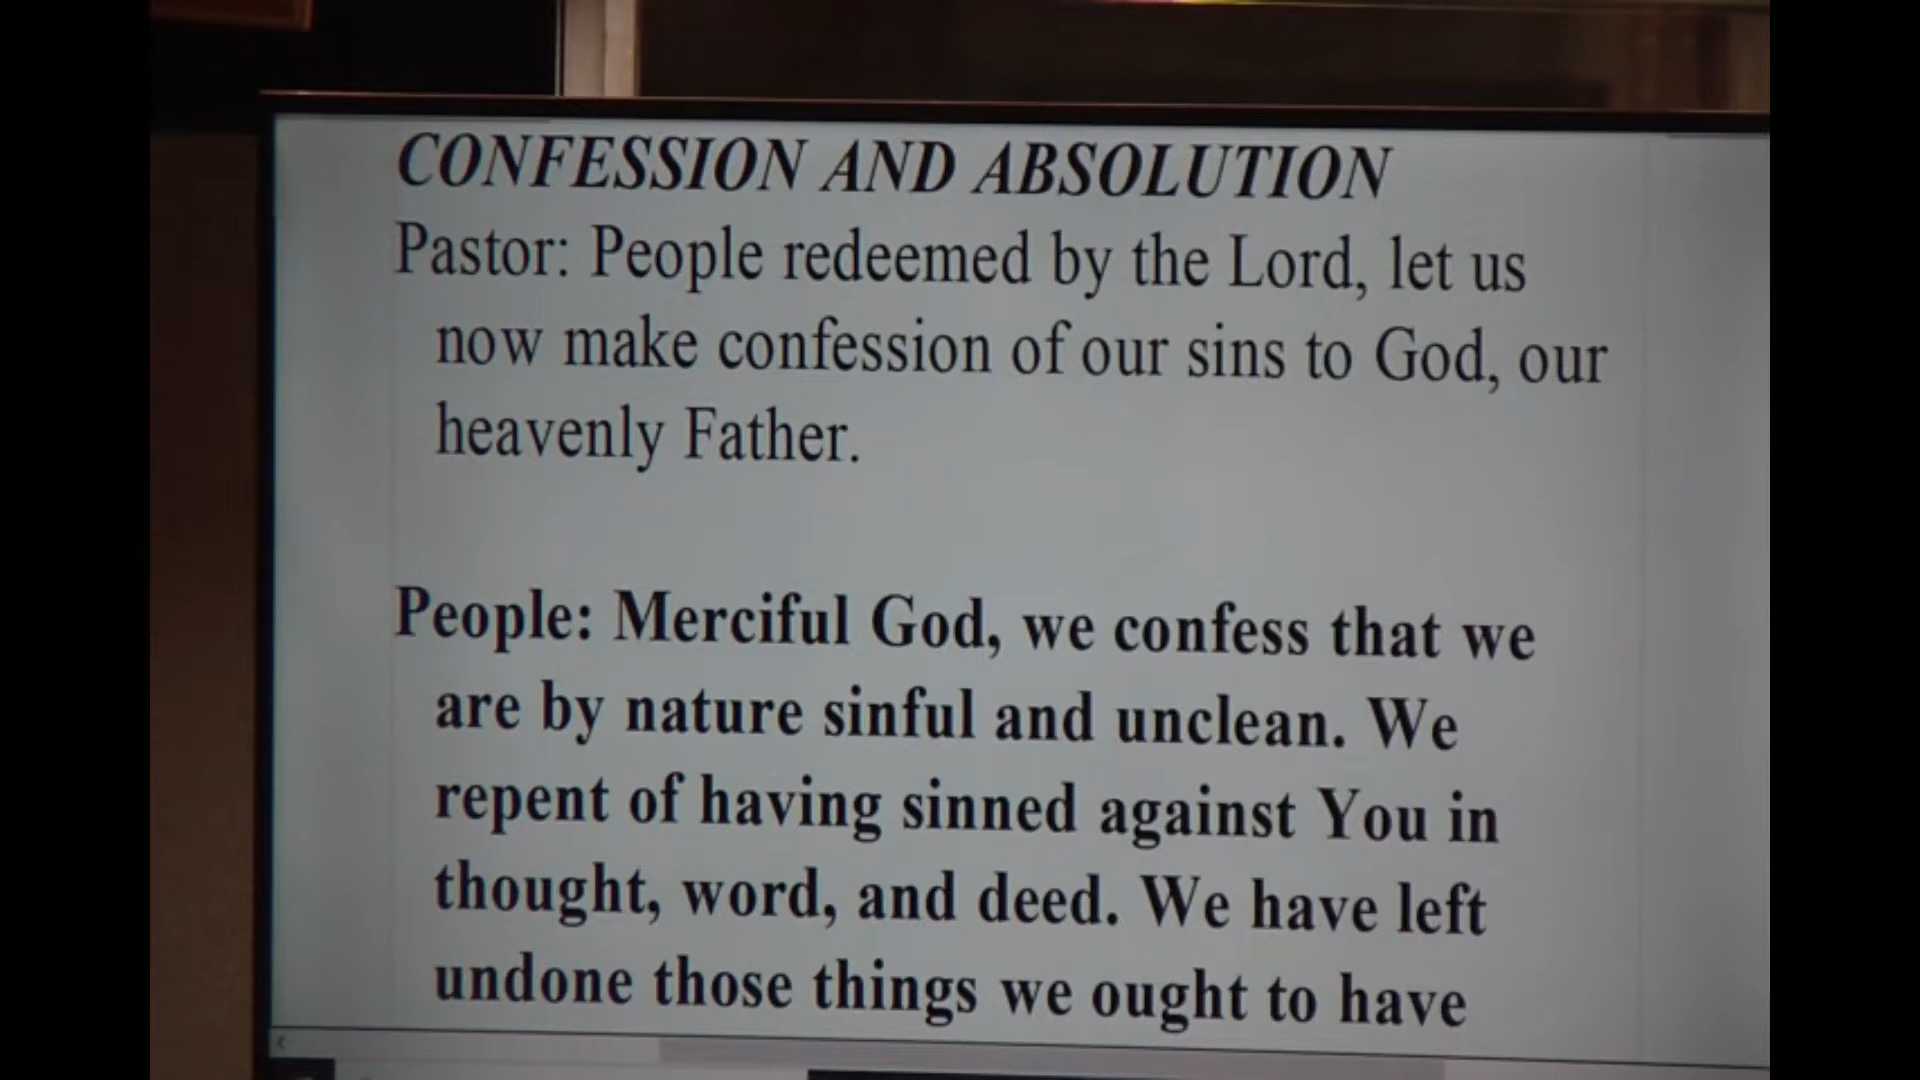 CONFESSION AND ABSOLUTION
Pastor: People redeemed by the Lord, let us
now make confession of our sins to God, our
heavenly Father.
People: Merciful God, we confess that we
are by nature sinful and unclean. We
repent of having sinned against You in
thought, word, and deed. We have left
undone those things we ought to have